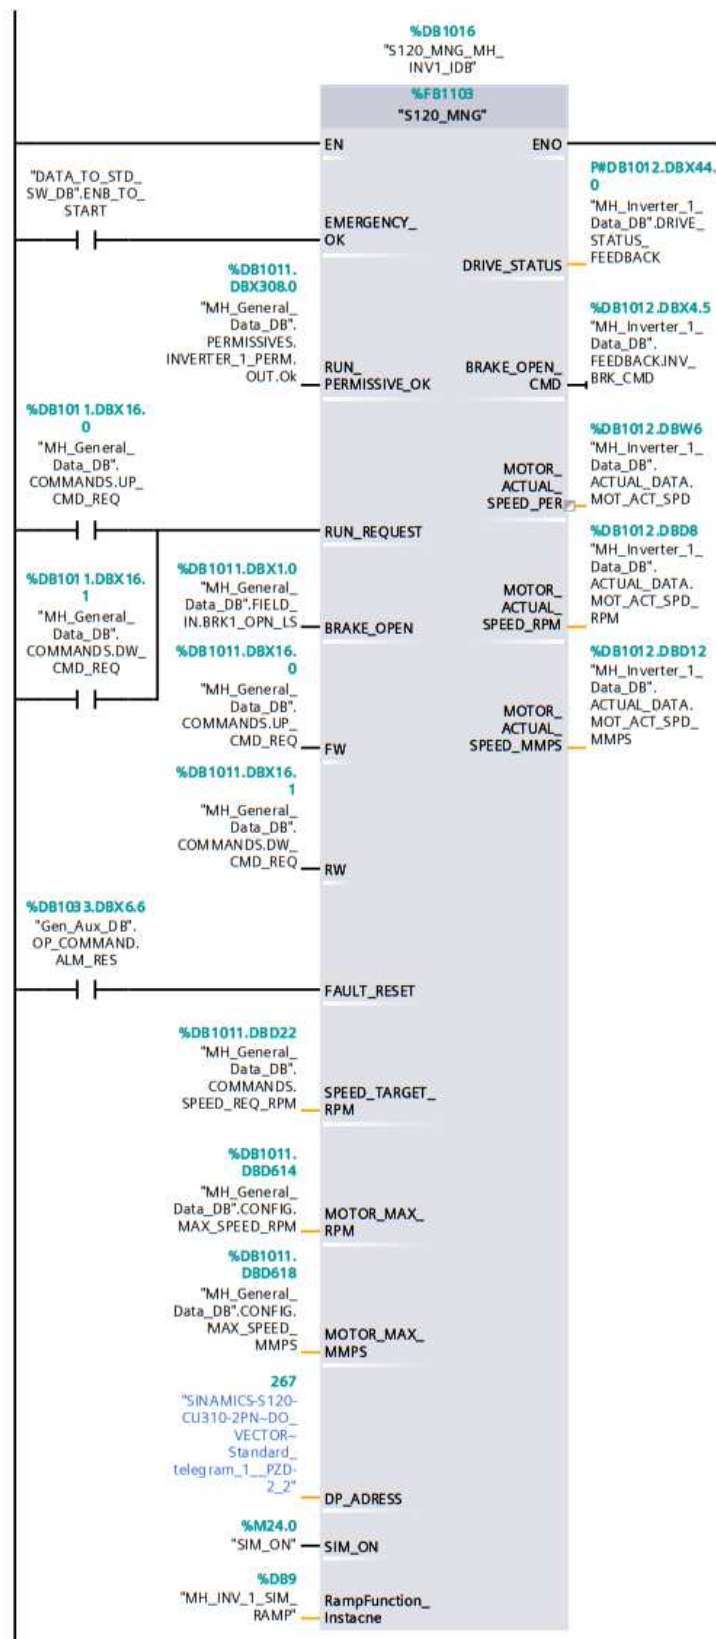 %DB1016
"S120_MNG_MH_
INV1_IDB"
%FB1103
"S120_MNG"
EN
ENO
"DATA_TO_STD_
SW_DB".ENB_TO_
START
EMERGENCY_
OK
P#DB1012.DBX44.
0
"MH_Inverter_1_
Data_DB".DRIVE_
STATUS_
FEEDBACK
DRIVE_STATUS
%DB1011.
DBX308.0
"MH_General_
Data_DB".
PERMISSIVES.
INVERTER_1_PERM.
OUT.Ok
RUN_
PERMISSIVE_OK
%DB1012.DBX4.5
"MH_Inverter_1_
Data_DB".
FEEDBACK.INV_
BRK_CMD
BRAKE_OPEN_
CMD
%DB1011.DBX16.
0
"MH_General_
Data_DB".
COMMANDS.UP_
CMD_REQ
RUN_REQUEST
%DB1012.DBW6
"MH_Inverter_1_
Data_DB".
ACTUAL_DATA.
MOT_ACT_SPD
MOTOR_
ACTUAL_
SPEED_PER
%DB1011.DBX16.
1
"MH_General_
Data_DB".
COMMANDS.DW_
CMD_REQ
%DB1011.DBX1.0
"MH_General_
Data_DB".FIELD_
IN.BRK1_OPN_LS
BRAKE_OPEN
%DB1012.DBD8
"MH_Inverter_1_
Data_DB".
ACTUAL_DATA.
MOT_ACT_SPD_
RPM
MOTOR_
ACTUAL_
SPEED_RPM
%DB1011.DBX16.
0
"MH_General_
Data_DB".
COMMANDS.UP_
CMD_REQ
FW
%DB1012.DBD12
"MH_Inverter_1_
Data_DB".
ACTUAL_DATA.
MOT_ACT_SPD_
MMPS
MOTOR_
ACTUAL_
SPEED_MMPS
%DB1011.DBX16.
1
"MH_General_
Data_DB".
COMMANDS.DW_
CMD_REQ
RW
%DB1033.DBX6.6
"Gen_Aux_DB".
OP_COMMAND.
ALM_RES
FAULT_RESET
%DB1011.DBD22
"MH_General_
Data_DB".
COMMANDS.
SPEED_REQ_RPM
SPEED_TARGET_
RPM
%DB1011.
DBD614
"MH_General_
Data_DB".CONFIG.
MAX_SPEED_RPM
MOTOR_MAX_
RPM
%DB1011.
DBD618
"MH_General_
Data_DB".CONFIG.
MAX_SPEED_
MMPS
MOTOR_MAX_
MMPS
267
"SINAMICS-S120-
CU310-2PN~DO_
VECTOR~
Standard_
telegram_1__PZD-
2_2"
DP_ADRESS
%M24.0
"SIM_ON"
SIM_ON
%DB9
"MH_INV_1_SIM_
RAMP"
RampFunction_
Instacne